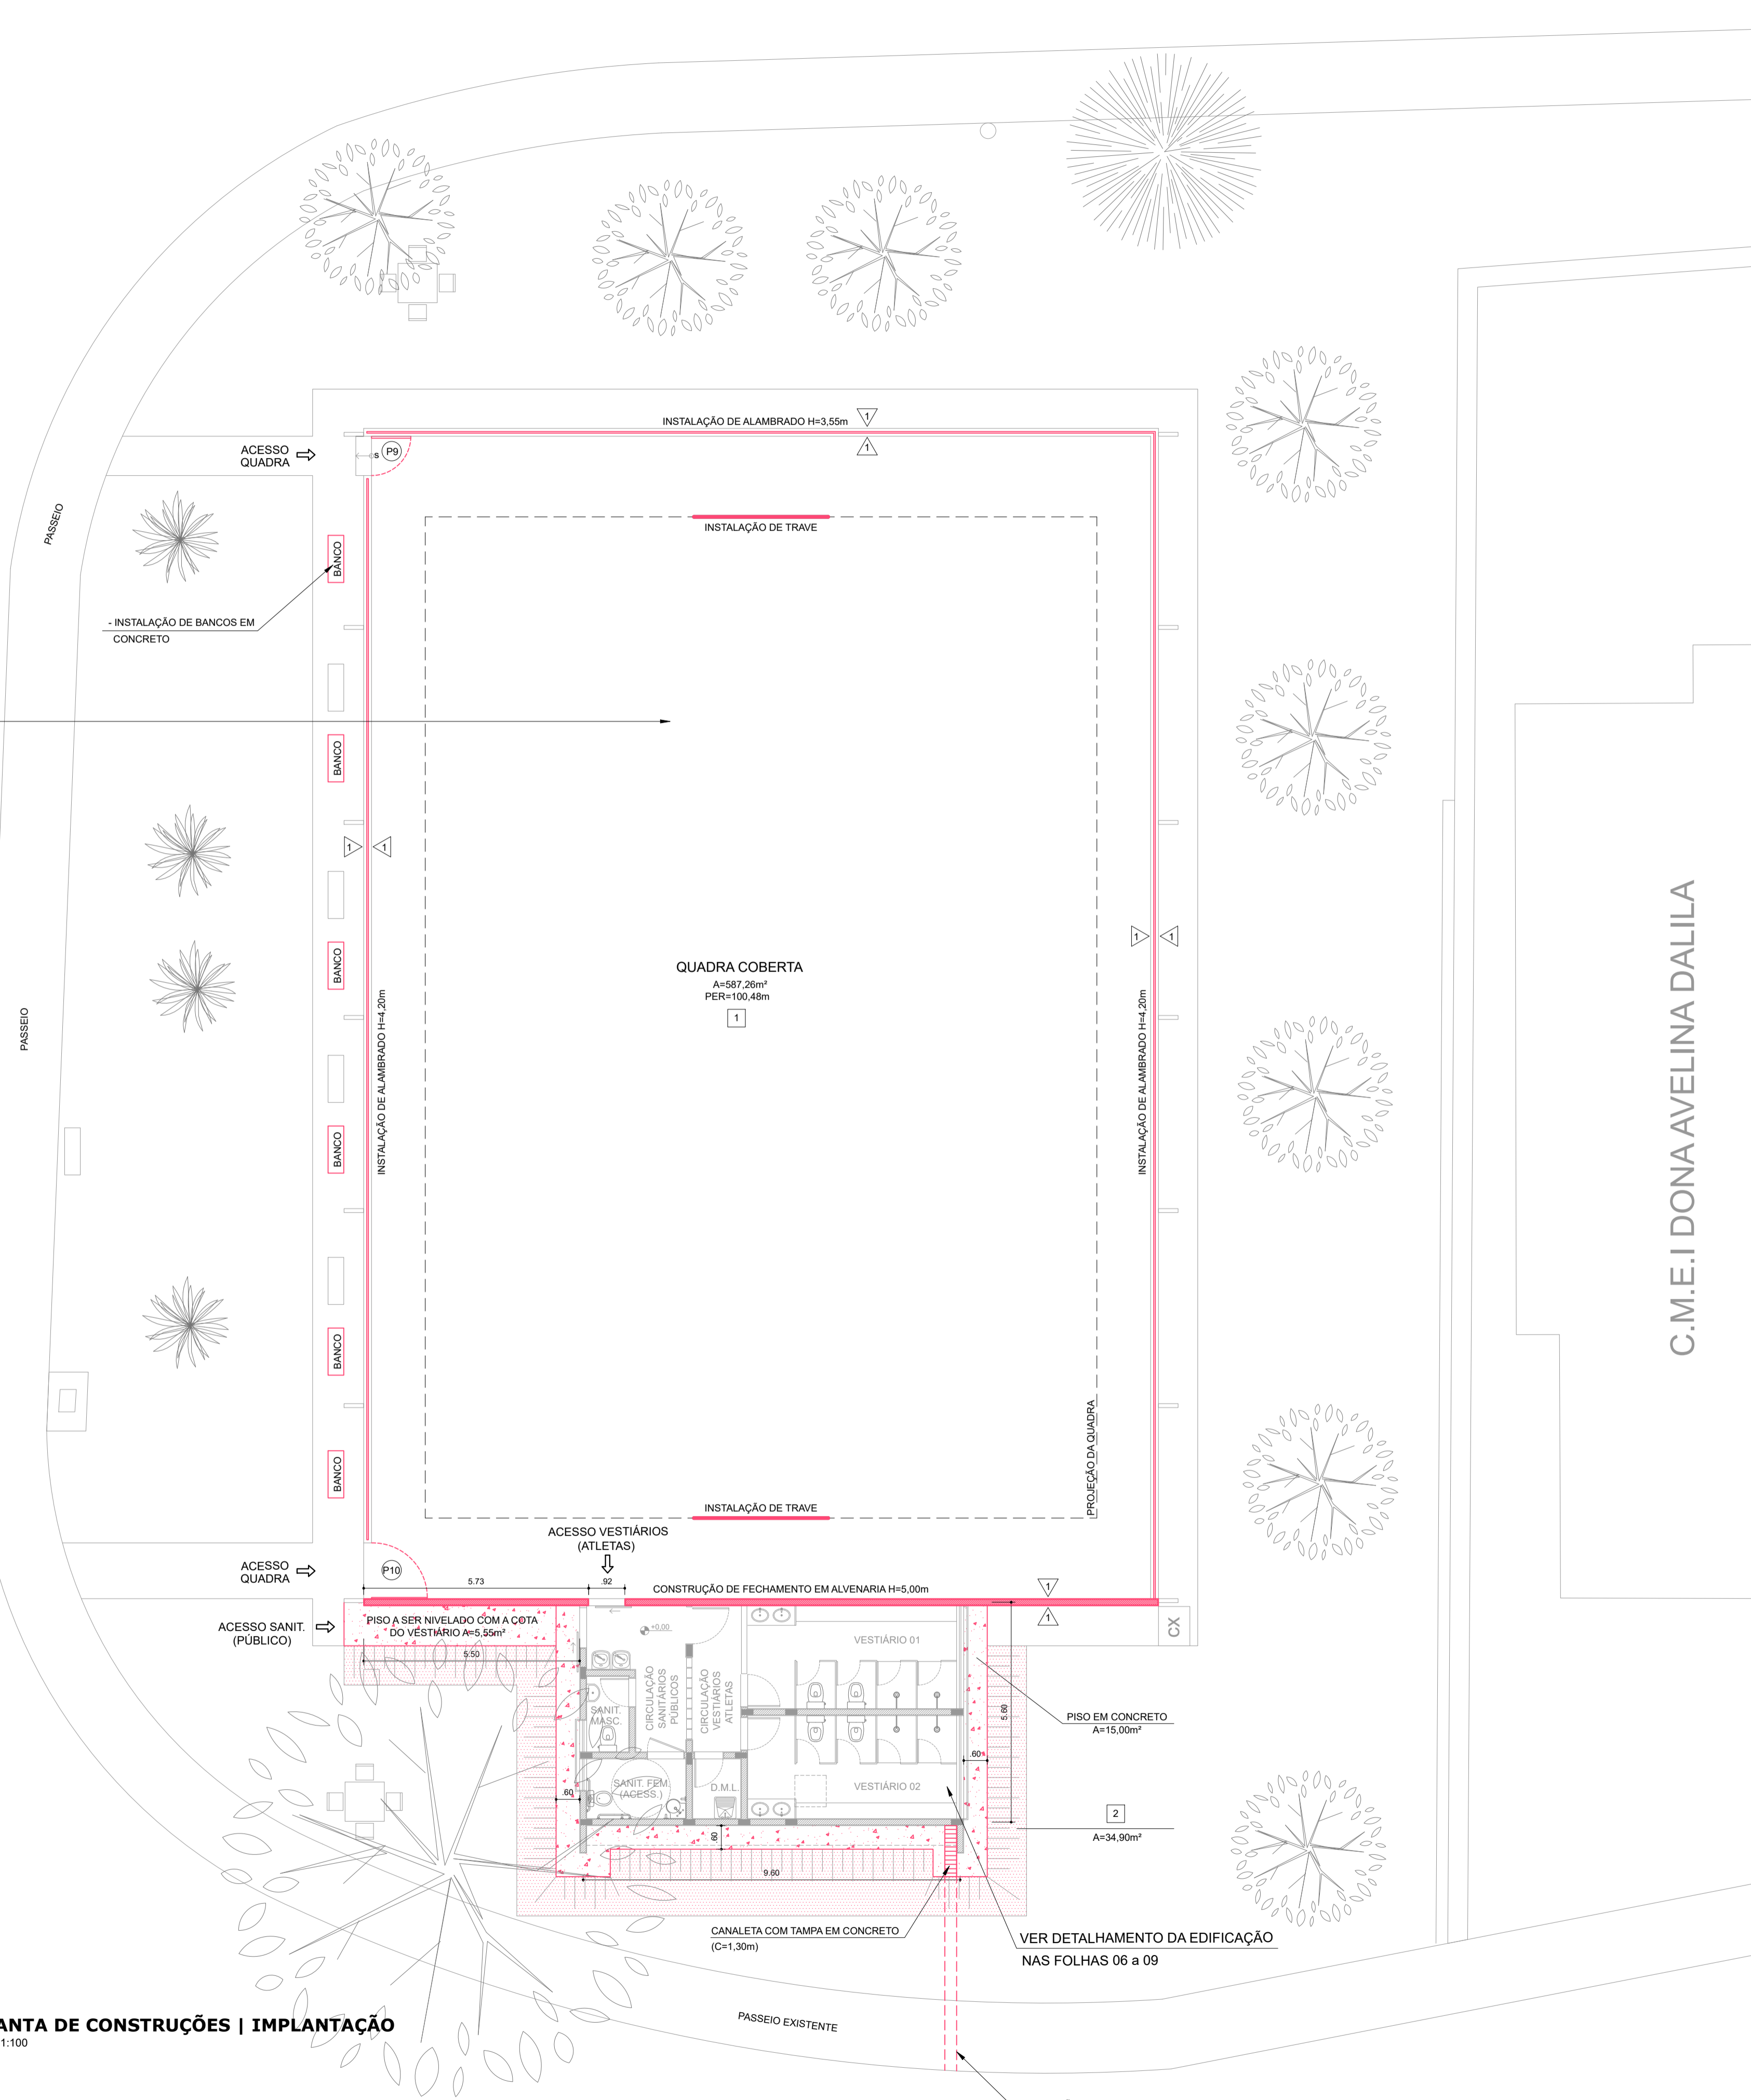 INSTALAÇÃO DE ALAMBRADO H=3,55m
1
1
ACESSO
QUADRA
S
P9
PASSEIO
INSTALAÇÃO DE TRAVE
BANCO
- INSTALAÇÃO DE BANCOS EM
CONCRETO
BANCO
1
1
1
1
C.M.E.I DONA AVELINA DALILA
QUADRA COBERTA
A=587,26m²
PER=100,48m
1
BANCO
INSTALAÇÃO DE ALAMBRADO H=4,20m
INSTALAÇÃO DE ALAMBRADO H=4,20m
PASSEIO
BANCO
BANCO
PROJEÇÃO DA QUADRA
BANCO
INSTALAÇÃO DE TRAVE
ACESSO VESTIÁRIOS
(ATLETAS)
ACESSO
QUADRA
P10
5.73
.92
CONSTRUÇÃO DE FECHAMENTO EM ALVENARIA H=5,00m
1
1
ACESSO SANIT.
(PÚBLICO)
PISO A SER NIVELADO COM A COTA
DO VESTIÁRIO A=5,55m²
5.50
+0,00
CX
VESTIÁRIO 01
CIRCULAÇÃO
SANITÁRIOS
PÚBLICOS
CIRCULAÇÃO
VESTIÁRIOS
ATLETAS
SANIT.
MASC.
5.60
PISO EM CONCRETO
A=15,00m²
.60
SANIT. FEM.
(ACESS.)
D.M.L.
VESTIÁRIO 02
.60
2
A=34,90m²
.60
9.60
CANALETA COM TAMPA EM CONCRETO
(C=1,30m)
VER DETALHAMENTO DA EDIFICAÇÃO
NAS FOLHAS 06 a 09
PASSEIO EXISTENTE
ANTA DE CONSTRUÇÕES | IMPLANTAÇÃO
1:100